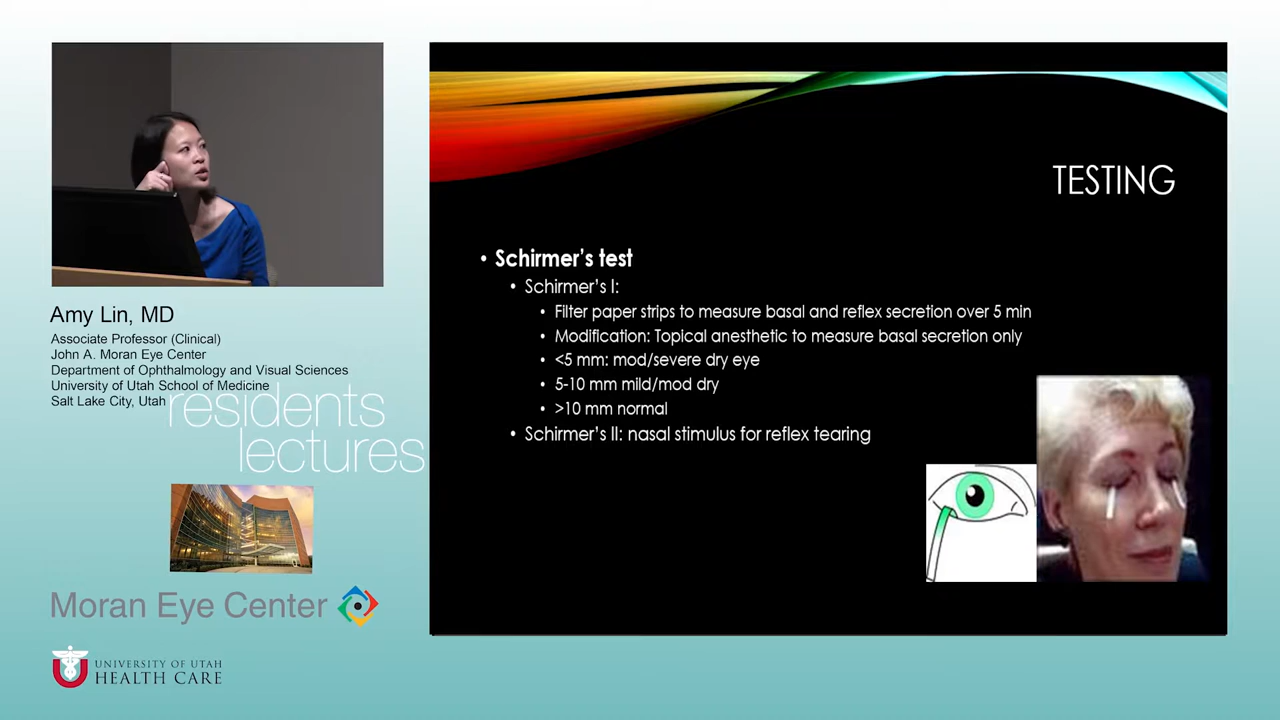 Amy Lin, MD
Associate Professor (Clinical)
John A. Moran Eye Center
Department of Ophthalmology and Visual Sciences
University of Utah School of Medicine
Salt Lake City, Utah
residents
lectures
Moran Eye Center
UNIVERSITY OF UTAH
HEALTH CARE
TESTING
• Schirmer's test
• Schirmer's I:
• Filter paper strips to measure basal and reflex secretion over 5 min
• Modification: Topical anesthetic to measure basal secretion only
• <5 mm: mod/severe dry eye
• 5-10 mm mild/mod dry
• >10 mm normal
• Schirmer's II: nasal stimulus for reflex tearing